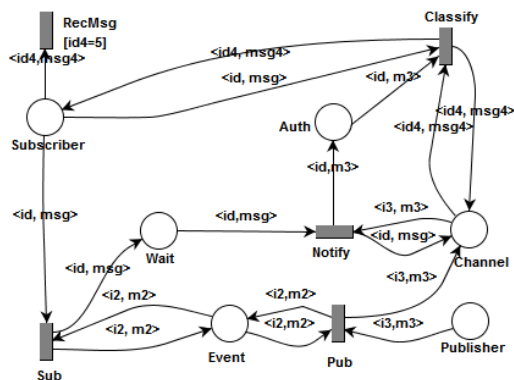 RecMsg
[id4=5]
Classify
<id4,msg4>
<id4, msg4>
<id, msg>
<id, m3>
<id4, msg4>
<id4, msg4>
Subscriber
Auth
<id,m3>
<id, msg>
<id,msg>
<i3, m3>
<id, msg>
Wait
Notify
Channel
<id, msg>
<i3,m3>
<i2, m2>
<i2,m2>
<i2, m2>
<i2,m2>
<i3,m3>
Sub
Event
Pub
Publisher